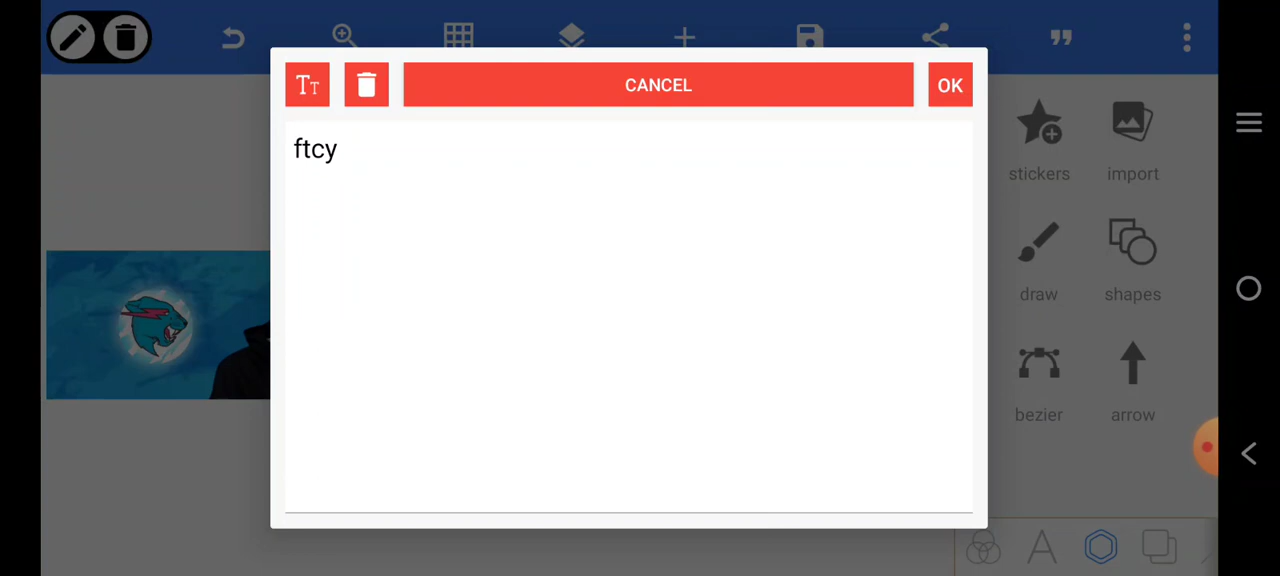 CANCEL
OK
ftcy
stickers
import
draw
shapes
bezier
arrow